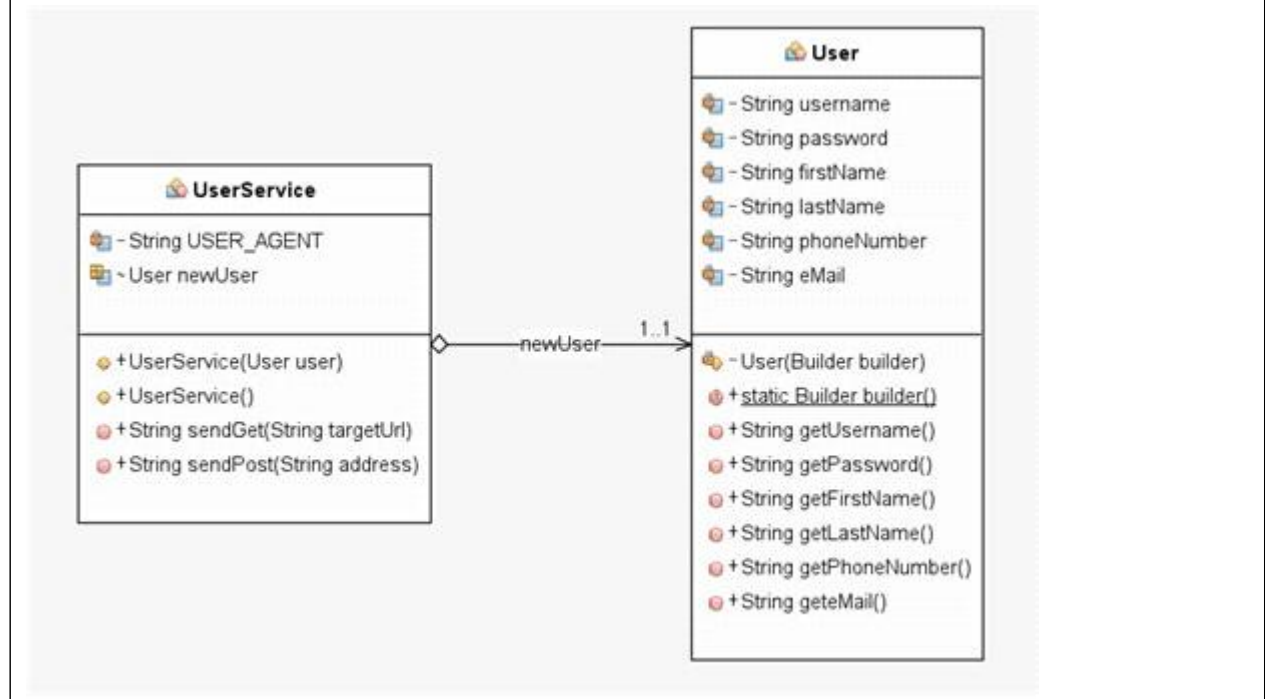 UserService
- String USER_AGENT
~ User newUser
+ UserService(User user)
+ UserService()
+ String sendGet(String targetUrl)
+ String sendPost(String address)
newUser
1..1
User
- String username
- String password
- String firstName
- String lastName
- String phoneNumber
- String eMail
- User(Builder builder)
+ static Builder builder()
+ String getUsername()
+ String getPassword()
+ String getFirstName()
+ String getLastName()
+ String getPhoneNumber()
+ String geteMail()